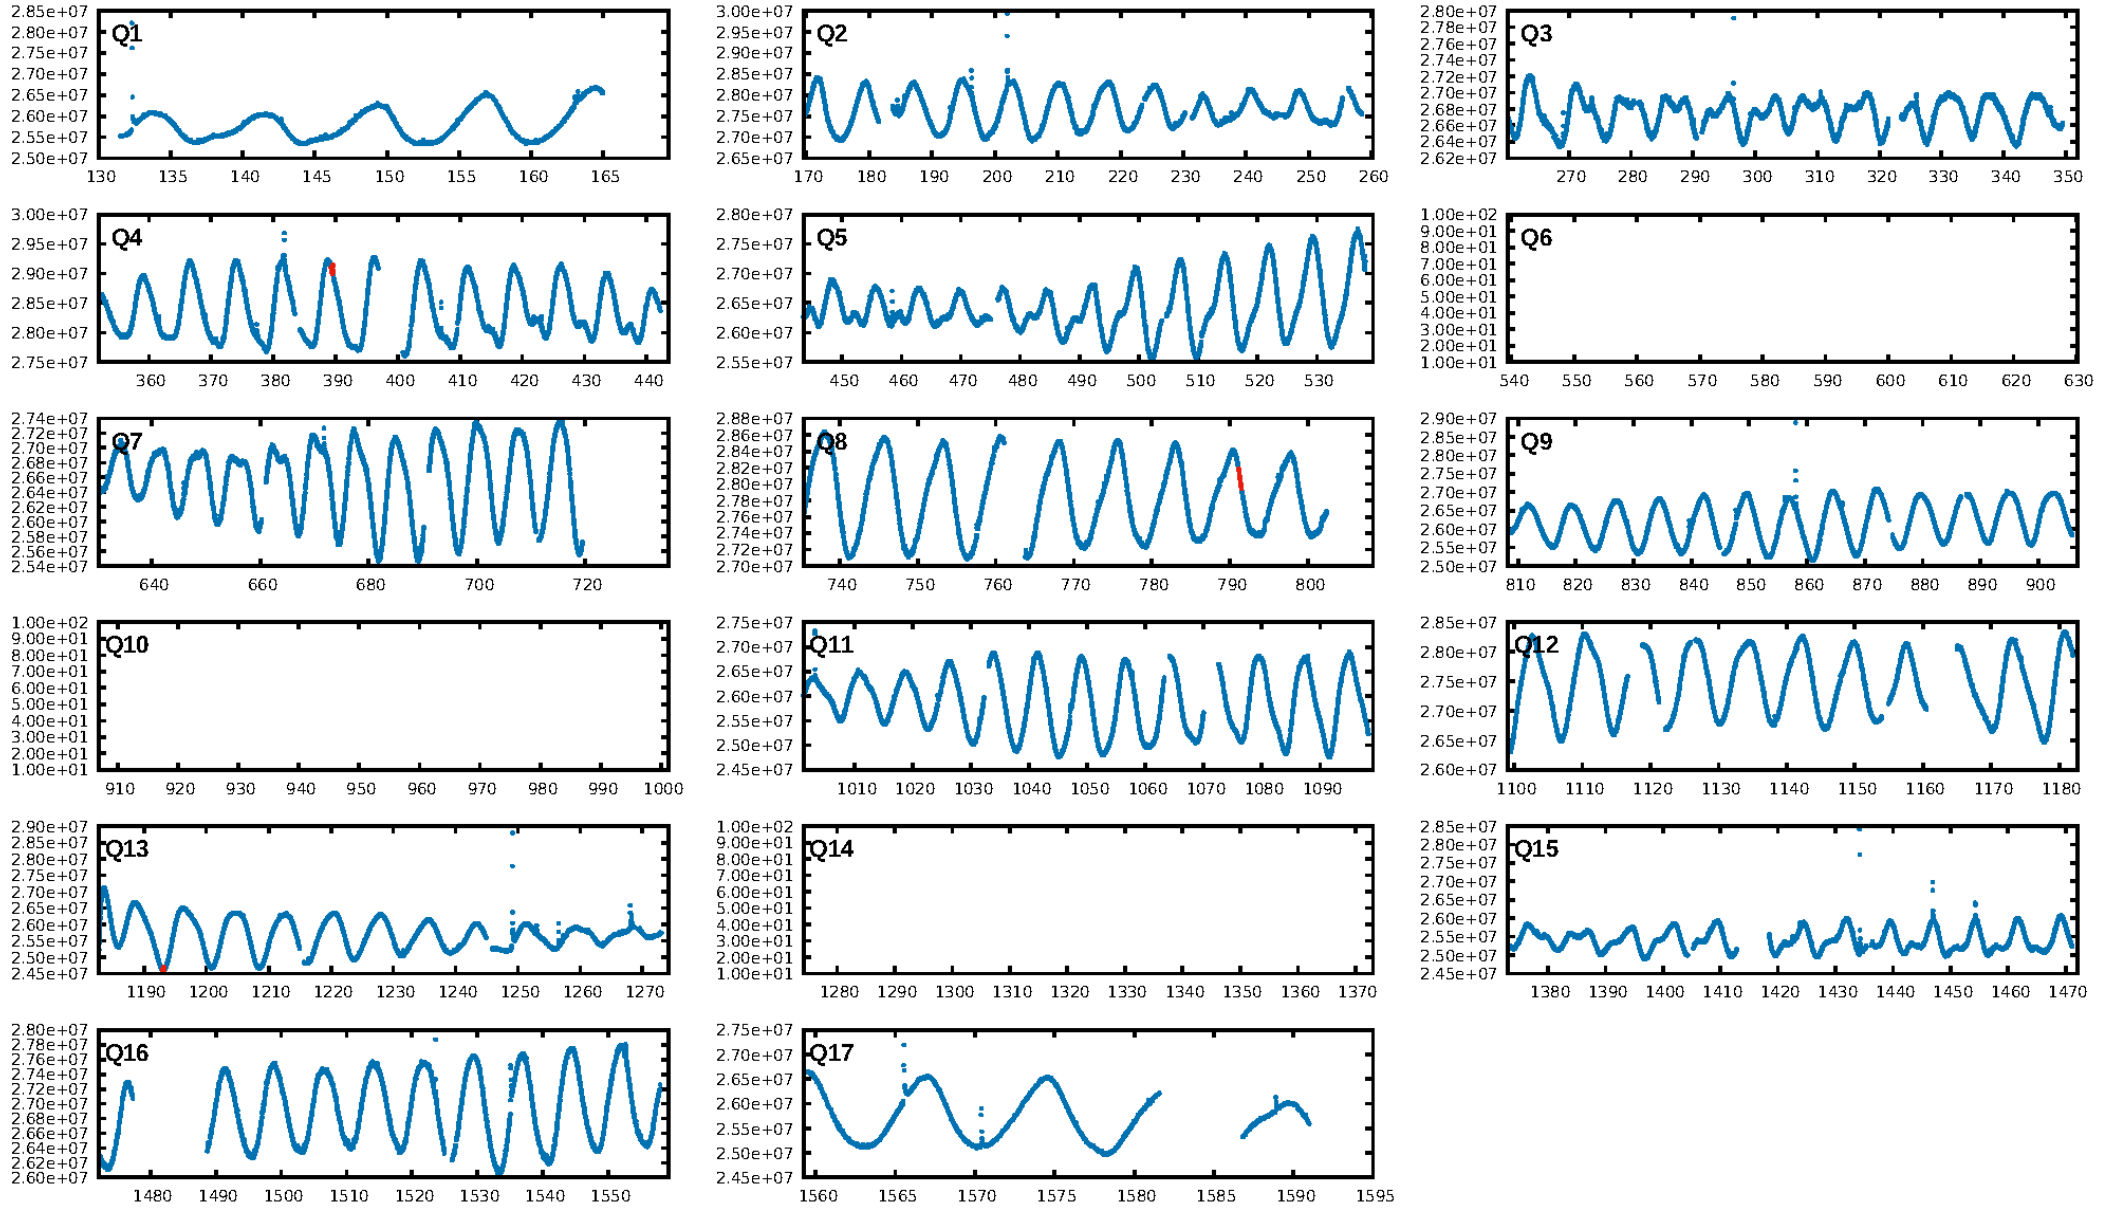 Q1
2.85e+07
2.80e+07
2.75e+07
2.70e+07
2.65e+07
2.60e+07
2.55e+07
2.50e+07
130 135 140 145 150 155 160 165
Q2
3.00e+07
2.95e+07
2.90e+07
2.85e+07
2.80e+07
2.75e+07
2.70e+07
2.65e+07
170 180 190 200 210 220 230 240 250 260
Q3
2.80e+07
2.78e+07
2.76e+07
2.74e+07
2.72e+07
2.70e+07
2.68e+07
2.66e+07
2.64e+07
2.62e+07
270 280 290 300 310 320 330 340 350
Q4
3.00e+07
2.95e+07
2.90e+07
2.85e+07
2.80e+07
2.75e+07
360 370 380 390 400 410 420 430 440
Q5
2.80e+07
2.75e+07
2.70e+07
2.65e+07
2.60e+07
2.55e+07
450 460 470 480 490 500 510 520 530
Q6
1.00e+02
9.00e+01
8.00e+01
7.00e+01
6.00e+01
5.00e+01
4.00e+01
3.00e+01
2.00e+01
1.00e+01
540 550 560 570 580 590 600 610 620 630
Q7
2.74e+07
2.72e+07
2.70e+07
2.68e+07
2.66e+07
2.64e+07
2.62e+07
2.60e+07
2.58e+07
2.56e+07
2.54e+07
640 660 680 700 720
Q8
2.88e+07
2.86e+07
2.84e+07
2.82e+07
2.80e+07
2.78e+07
2.76e+07
2.74e+07
2.72e+07
2.70e+07
740 750 760 770 780 790 800
Q9
2.90e+07
2.85e+07
2.80e+07
2.75e+07
2.70e+07
2.65e+07
2.60e+07
2.55e+07
2.50e+07
810 820 830 840 850 860 870 880 890 900
Q10
1.00e+02
9.00e+01
8.00e+01
7.00e+01
6.00e+01
5.00e+01
4.00e+01
3.00e+01
2.00e+01
1.00e+01
910 920 930 940 950 960 970 980 990 1000
Q11
2.75e+07
2.70e+07
2.65e+07
2.60e+07
2.55e+07
2.50e+07
2.45e+07
1010 1020 1030 1040 1050 1060 1070 1080 1090
Q12
2.85e+07
2.80e+07
2.75e+07
2.70e+07
2.65e+07
2.60e+07
1100 1110 1120 1130 1140 1150 1160 1170 1180
Q13
2.90e+07
2.85e+07
2.80e+07
2.75e+07
2.70e+07
2.65e+07
2.60e+07
2.55e+07
2.50e+07
2.45e+07
1190 1200 1210 1220 1230 1240 1250 1260 1270
Q14
1.00e+02
9.00e+01
8.00e+01
7.00e+01
6.00e+01
5.00e+01
4.00e+01
3.00e+01
2.00e+01
1.00e+01
1280 1290 1300 1310 1320 1330 1340 1350 1360 1370
Q15
2.85e+07
2.80e+07
2.75e+07
2.70e+07
2.65e+07
2.60e+07
2.55e+07
2.50e+07
2.45e+07
1380 1390 1400 1410 1420 1430 1440 1450 1460 1470
Q16
2.80e+07
2.78e+07
2.76e+07
2.74e+07
2.72e+07
2.70e+07
2.68e+07
2.66e+07
2.64e+07
2.62e+07
2.60e+07
1480 1490 1500 1510 1520 1530 1540 1550
Q17
2.75e+07
2.70e+07
2.65e+07
2.60e+07
2.55e+07
2.50e+07
2.45e+07
1560 1565 1570 1575 1580 1585 1590 1595